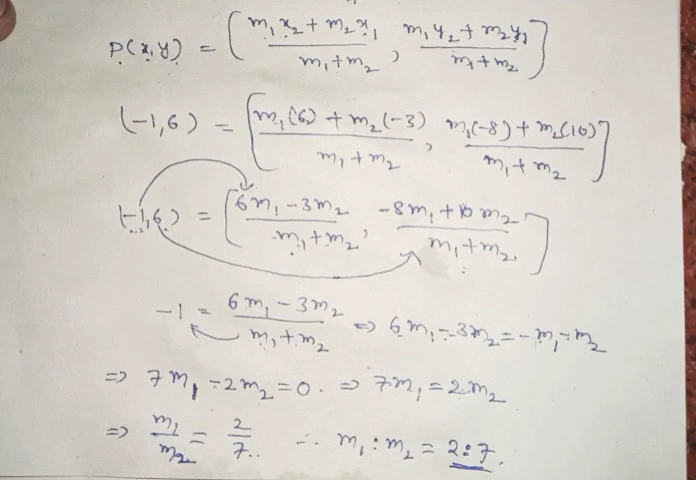 P(x,y) = [(m₁x₂ + m₂x₁)/(m₁+m₂), (m₁y₂ + m₂y₁)/(m₁+m₂)]
(-1,6) = [(m₁(6) + m₂(-3))/(m₁+m₂), (m₁(-8) + m₂(10))/(m₁+m₂)]
(-1,6) = [(6m₁-3m₂)/(m₁+m₂), (-8m₁+10m₂)/(m₁+m₂)]
-1 = (6m₁-3m₂)/(m₁+m₂) ⇒ 6m₁-3m₂=-m₁-m₂
⇒ 7m₁-2m₂=0. ⇒ 7m₁=2m₂
⇒ m₁/m₂ = 2/7. ∴ m₁:m₂ = 2:7.